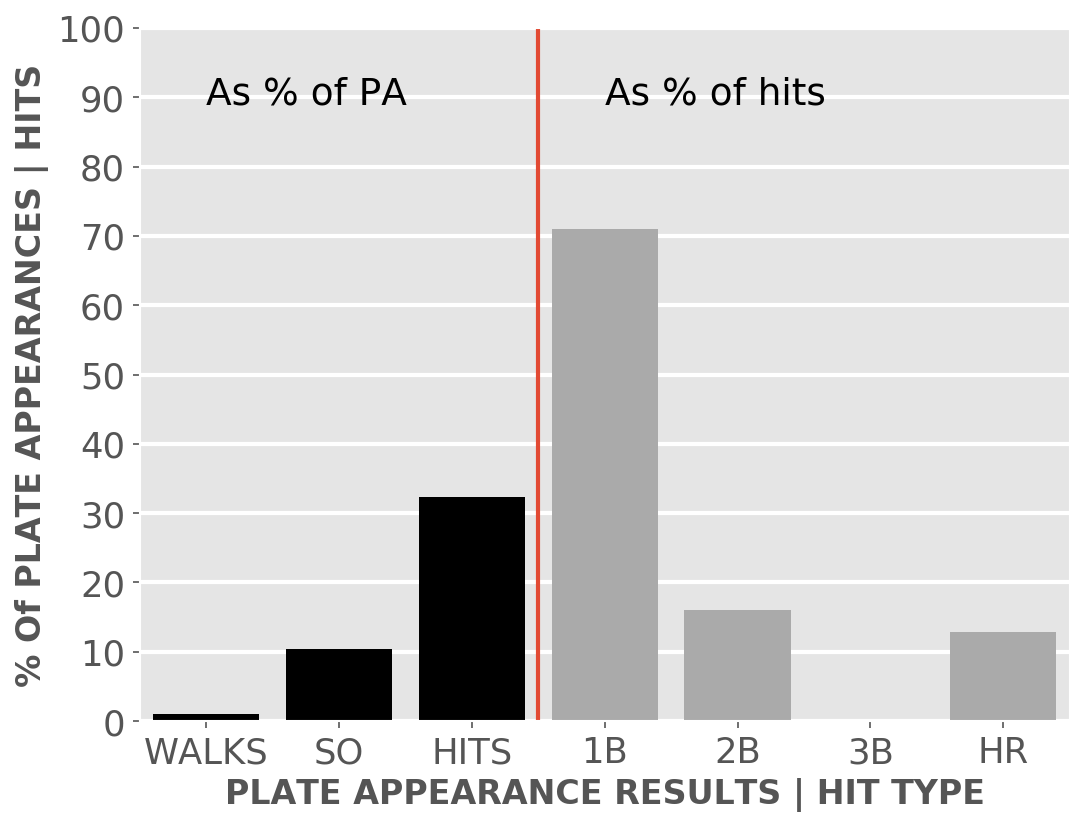 100
90
80
70
60
50
40
30
20
10
0
% Of PLATE APPEARANCES | HITS
As % of PA
As % of hits
WALKS SO HITS 1B 2B 3B HR
PLATE APPEARANCE RESULTS | HIT TYPE